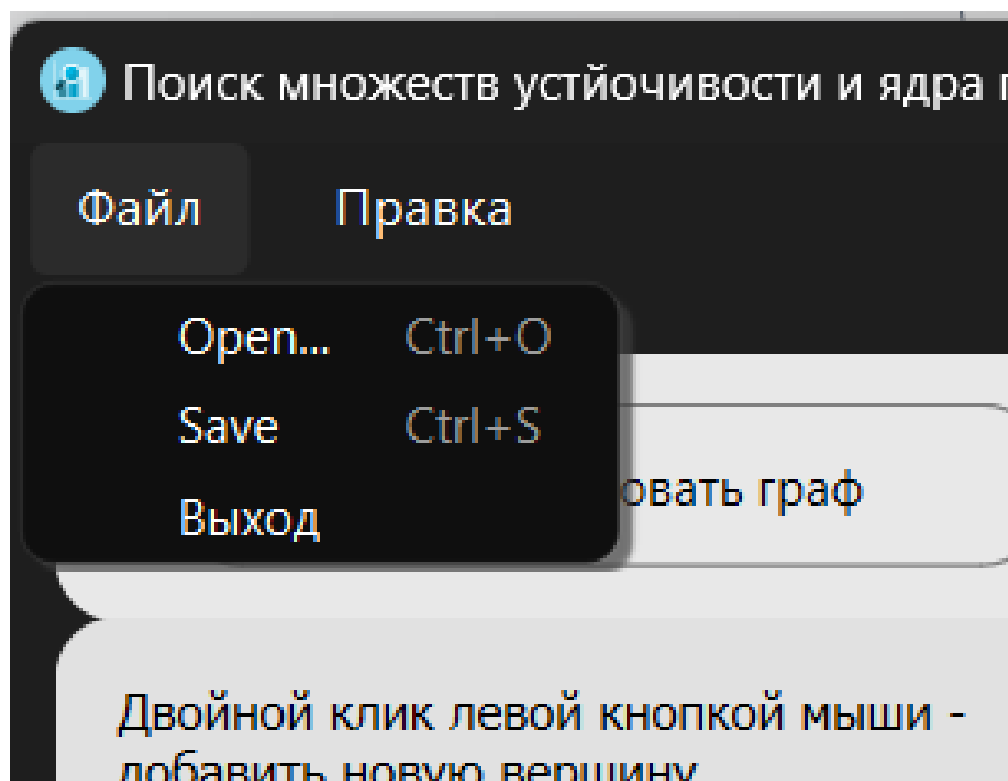 Поиск множеств устйочивости и ядра
Файл Правка
Open... Ctrl+O
Save Ctrl+S
Выход
граф
Двойной клик левой кнопкой мыши -
добавить новую вершину